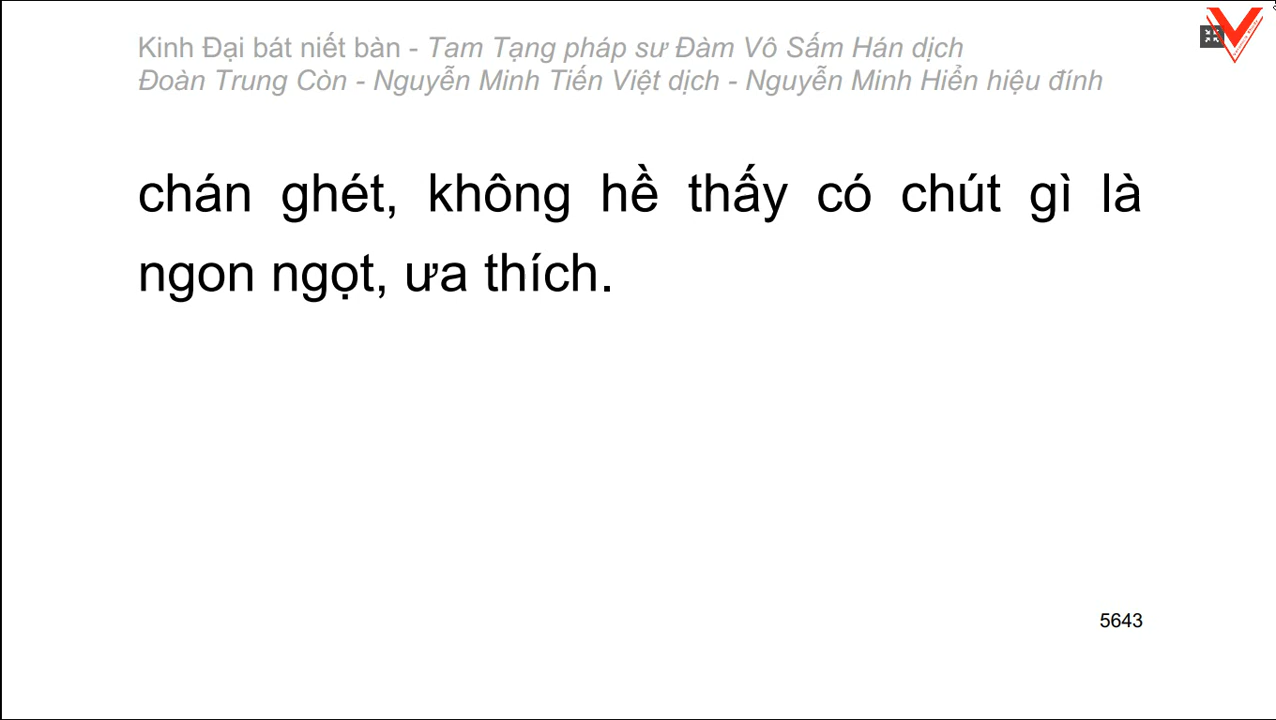 Kinh Đại bát niết bàn - Tam Tạng pháp sư Đàm Vô Sấm Hán dịch
Đoàn Trung Còn - Nguyễn Minh Tiến Việt dịch - Nguyễn Minh Hiển hiệu đính
chán ghét, không hề thấy có chút gì là
ngon ngọt, ưa thích.
5643